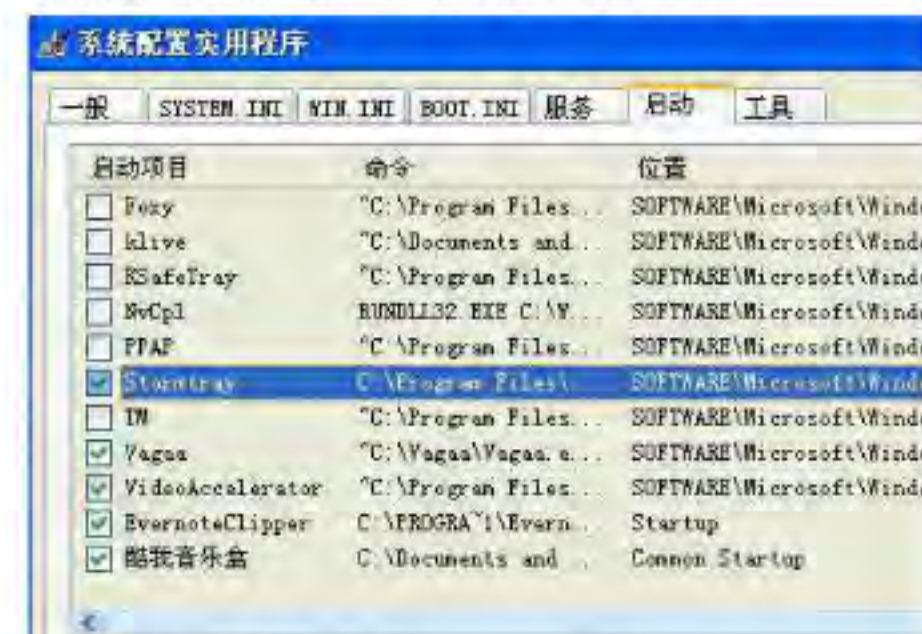 系统配置实用程序
一般 SYSTEM.INI WIN.INI BOOT.INI 服务 启动 工具
启动项目 命令 位置
Foxy "C:\Program Files... SOFTWARE\Microsoft\Windo
klive "C:\Documents and... SOFTWARE\Microsoft\Windo
KSafeTray "C:\Program Files... SOFTWARE\Microsoft\Windo
NvCpl RUNDLL32.EXE C:\W... SOFTWARE\Microsoft\Windo
PPAP "C:\Program Files... SOFTWARE\Microsoft\Windo
Stormtray C:\Program Files\... SOFTWARE\Microsoft\Windo
TM "C:\Program Files... SOFTWARE\Microsoft\Windo
Vagaa "C:\Vagaa\Vagaa.e... SOFTWARE\Microsoft\Windo
VideoAccelerator "C:\Program Files... SOFTWARE\Microsoft\Windo
EvernoteClipper C:\PROGRA~1\Evern... Startup
酷我音乐盒 C:\Documents and ... Common Startup